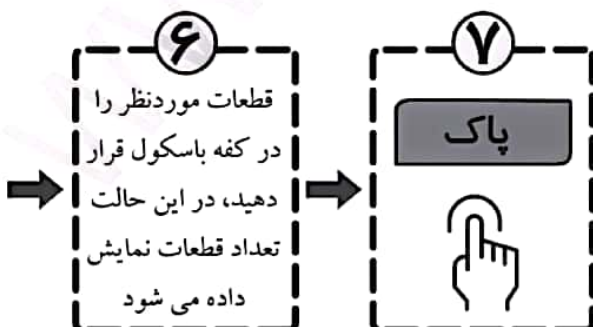 ۶
قطعات موردنظر را
در کفه باسکول قرار
دهید، در این حالت
تعداد قطعات نمایش
داده می شود
۷
پاک